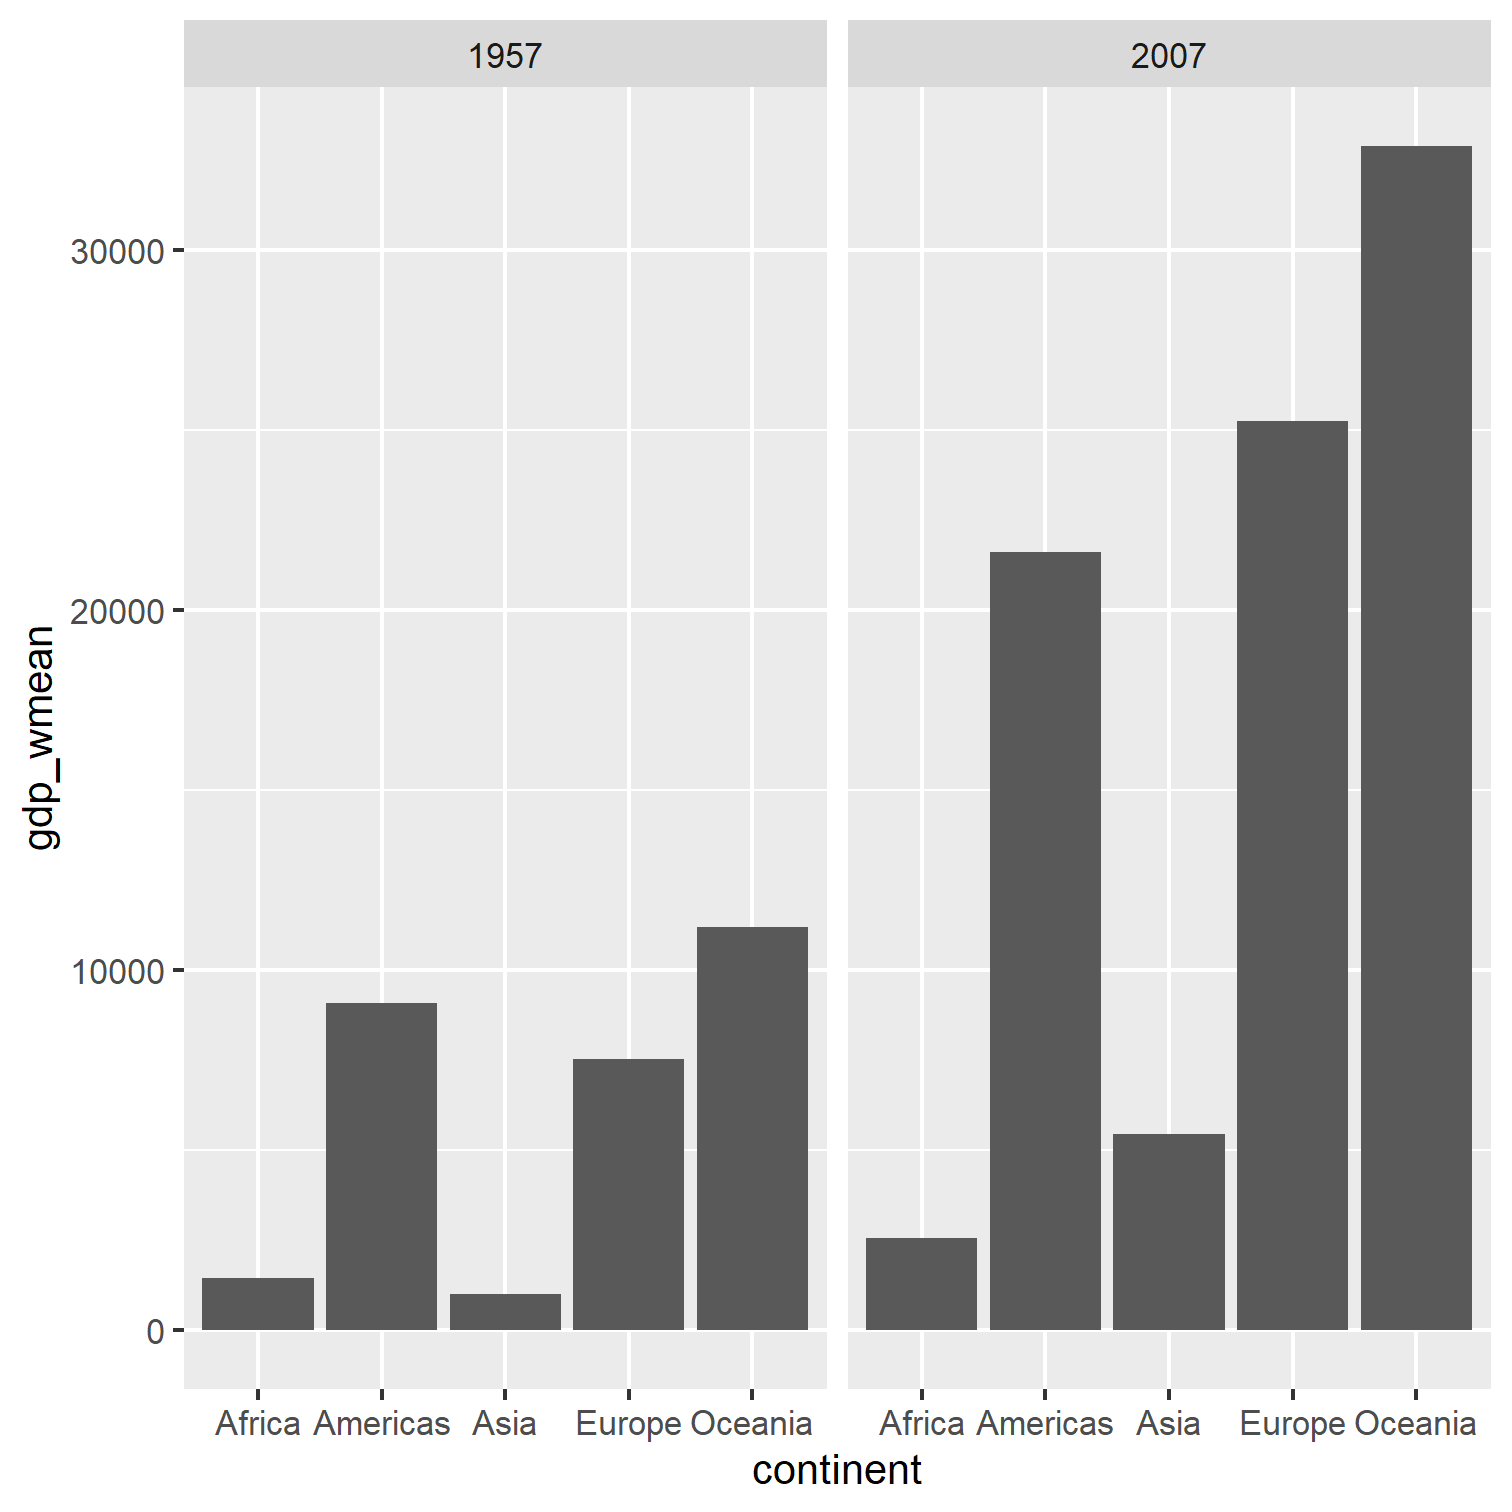 1957 2007
30000
20000
10000
0
gdp_wmean
Africa Americas Asia Europe Oceania Africa Americas Asia Europe Oceania
continent